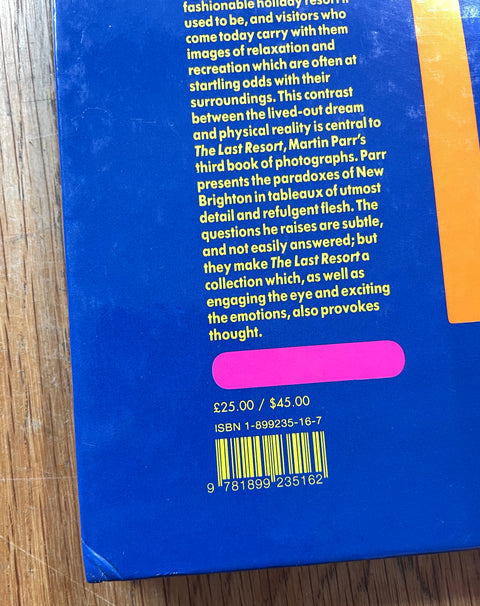 fashionable holiday resort it
used to be, and visitors who
come today carry with them
images of relaxation and
recreation which are often at
startling odds with their
surroundings. This contrast
between the lived-out dream
and physical reality is central to
The Last Resort, Martin Parr's
third book of photographs. Parr
presents the paradoxes of New
Brighton in tableaux of utmost
detail and refulgent flesh. The
questions he raises are subtle,
and not easily answered; but
they make The Last Resort a
collection which, as well as
engaging the eye and exciting
the emotions, also provokes
thought.
£25.00 / $45.00
ISBN 1-899235-16-7
9 781899 235162